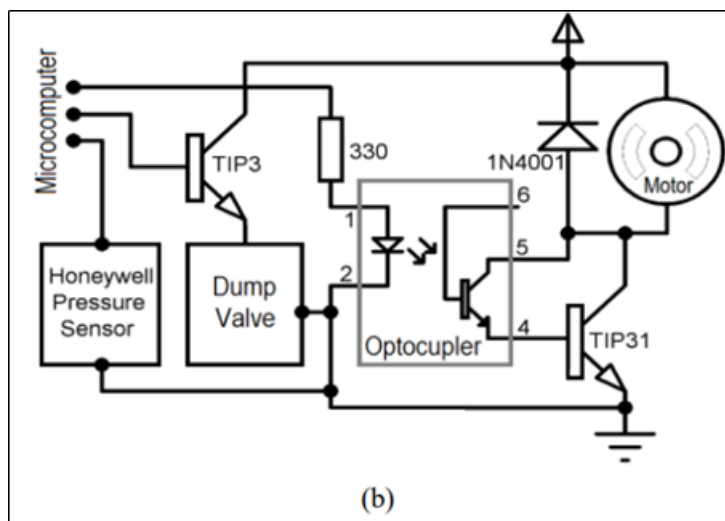 Microcomputer
TIP3
330
1N4001
Motor
1
2
6
5
4
Honeywell
Pressure
Sensor
Dump
Valve
Optocupler
TIP31
(b)